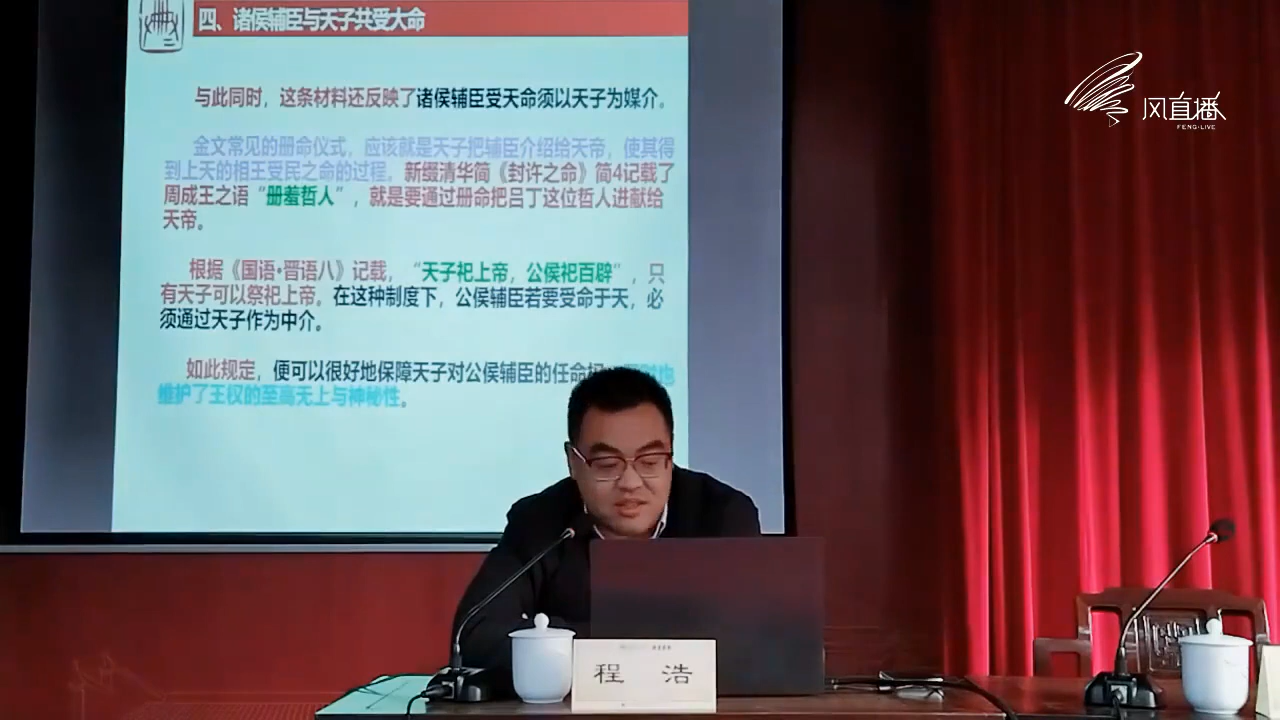 四、诸侯辅臣与天子共受大命
与此同时，这条材料还反映了诸侯辅臣受天命须以天子为媒介。
金文常见的册命仪式，应该就是天子把辅臣介绍给天帝，使其得
到上天的相王受民之命的过程。新缀清华简《封许之命》简4记载了
周成王之语“册羞哲人”，就是要通过册命把吕丁这位哲人进献给
天帝。
根据《国语·晋语八》记载，“天子祀上帝，公侯祀百辟”，只
有天子可以祭祀上帝。在这种制度下，公侯辅臣若要受命于天，必
须通过天子作为中介。
如此规定，便可以很好地保障天子对公侯辅臣的任命权
维护了王权的至高无上与神秘性。
风直播
FENG·LIVE
程 浩